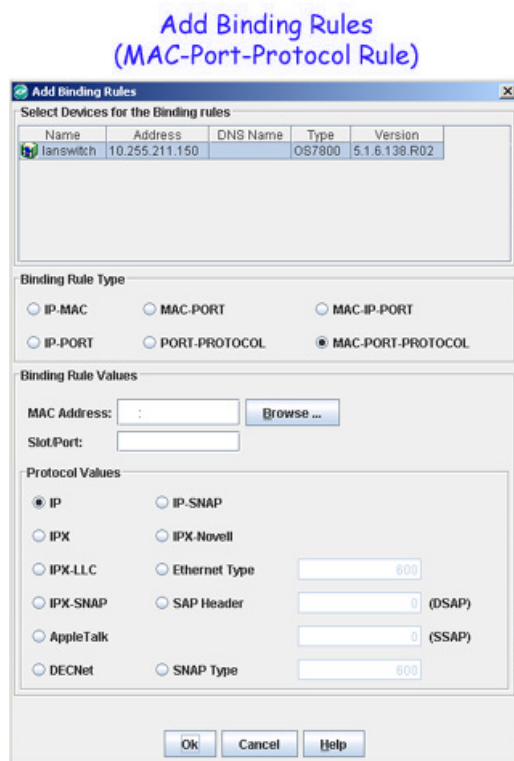 Add Binding Rules
(MAC-Port-Protocol Rule)
Add Binding Rules
Select Devices for the Binding rules
Name Address DNS Name Type Version
lanswitch 10.255.211.150 OS7800 5.1.6.138.R02
Binding Rule Type
IP-MAC MAC-PORT MAC-IP-PORT
IP-PORT PORT-PROTOCOL MAC-PORT-PROTOCOL
Binding Rule Values
MAC Address: : Browse ...
Slot/Port:
Protocol Values
IP IP-SNAP
IPX IPX-Novell
IPX-LLC Ethernet Type 600
IPX-SNAP SAP Header 0 (DSAP)
AppleTalk 0 (SSAP)
DECNet SNAP Type 600
Ok Cancel Help